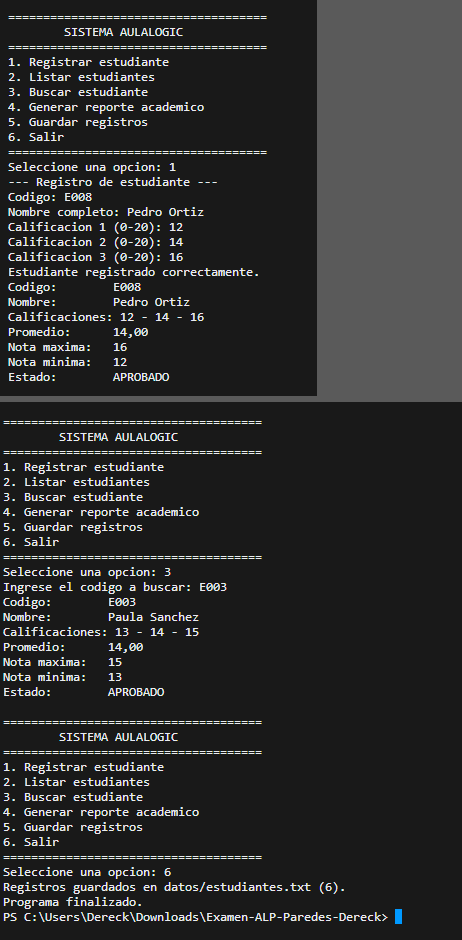 =====================================
SISTEMA AULALOGIC
=====================================
1. Registrar estudiante
2. Listar estudiantes
3. Buscar estudiante
4. Generar reporte academico
5. Guardar registros
6. Salir
=====================================
Seleccione una opcion: 1
--- Registro de estudiante ---
Codigo: E008
Nombre completo: Pedro Ortiz
Calificacion 1 (0-20): 12
Calificacion 2 (0-20): 14
Calificacion 3 (0-20): 16
Estudiante registrado correctamente.
Codigo: E008
Nombre: Pedro Ortiz
Calificaciones: 12 - 14 - 16
Promedio: 14,00
Nota maxima: 16
Nota minima: 12
Estado: APROBADO
=====================================
SISTEMA AULALOGIC
=====================================
1. Registrar estudiante
2. Listar estudiantes
3. Buscar estudiante
4. Generar reporte academico
5. Guardar registros
6. Salir
=====================================
Seleccione una opcion: 3
Ingrese el codigo a buscar: E003
Codigo: E003
Nombre: Paula Sanchez
Calificaciones: 13 - 14 - 15
Promedio: 14,00
Nota maxima: 15
Nota minima: 13
Estado: APROBADO
=====================================
SISTEMA AULALOGIC
=====================================
1. Registrar estudiante
2. Listar estudiantes
3. Buscar estudiante
4. Generar reporte academico
5. Guardar registros
6. Salir
=====================================
Seleccione una opcion: 6
Registros guardados en datos/estudiantes.txt (6).
Programa finalizado.
PS C:\Users\Dereck\Downloads\Examen-ALP-Paredes-Dereck>